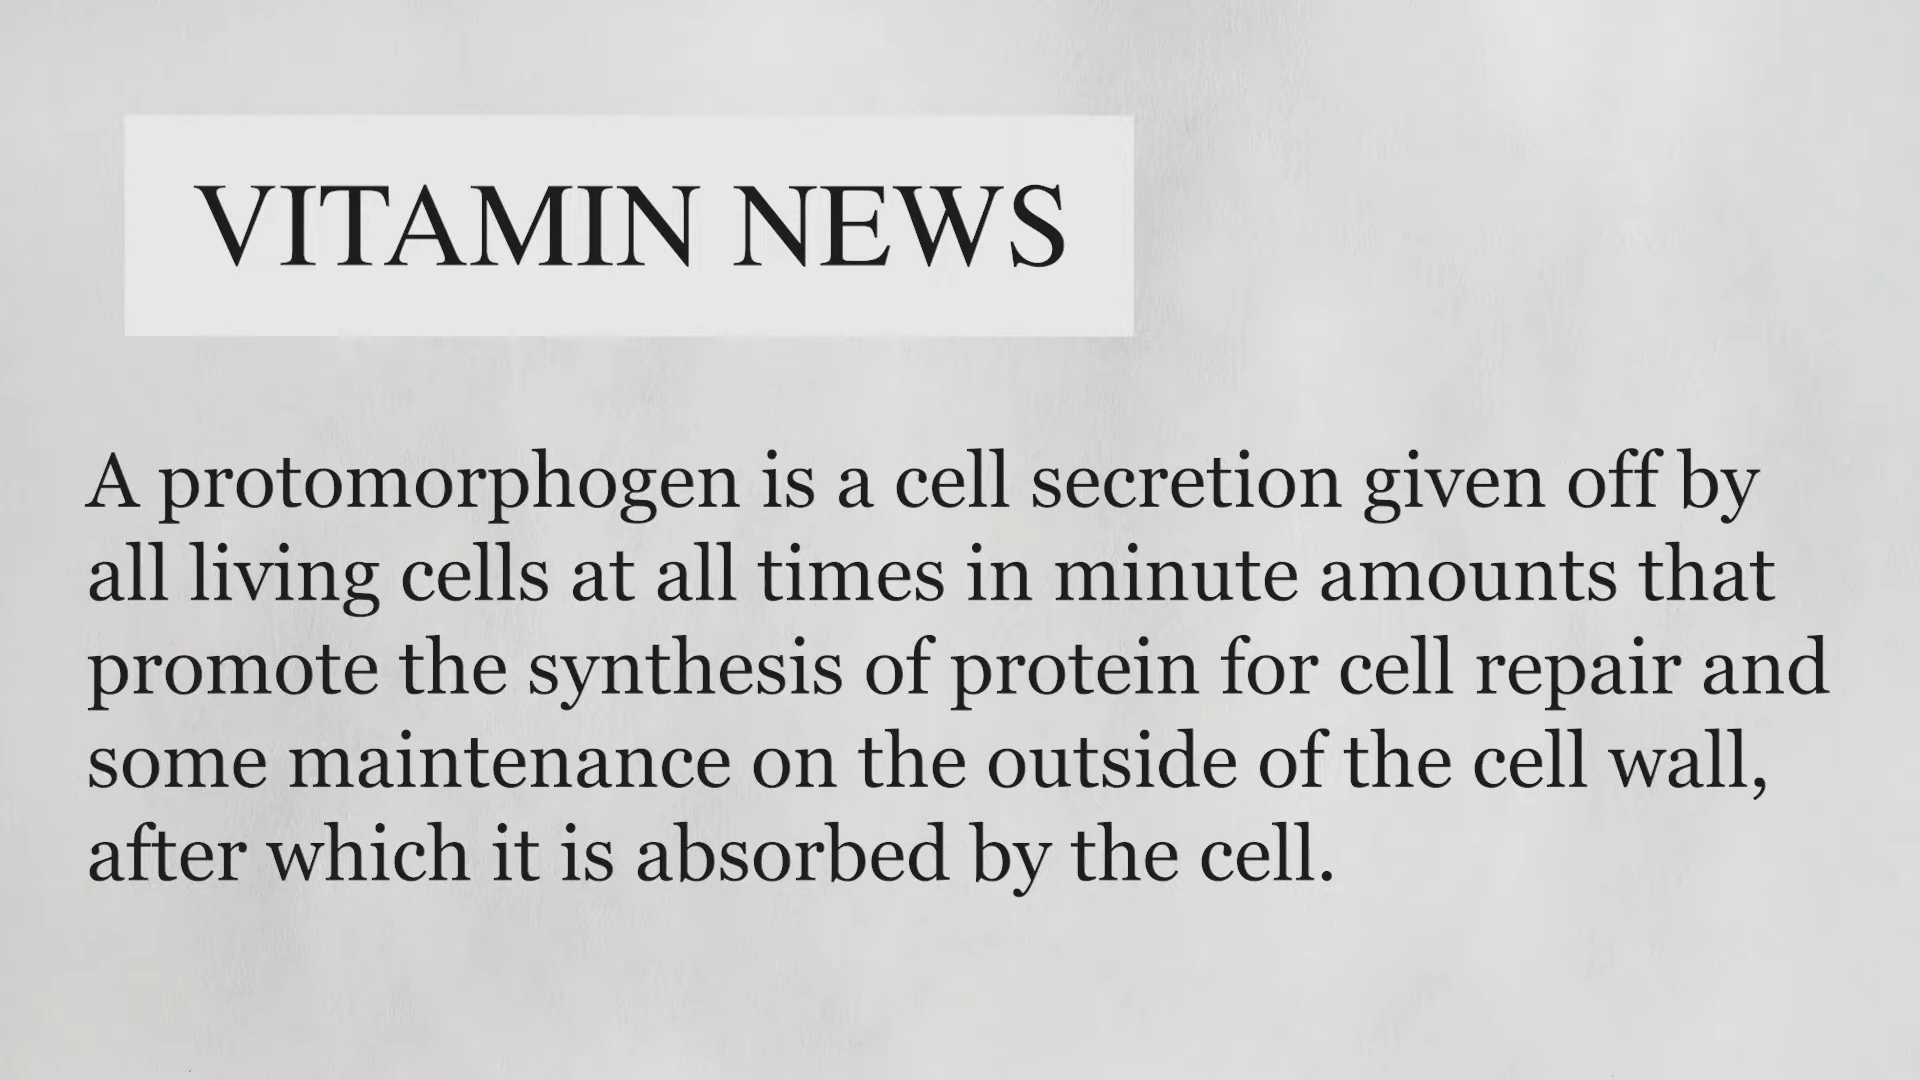 VITAMIN NEWS
A protomorphogen is a cell secretion given off by
all living cells at all times in minute amounts that
promote the synthesis of protein for cell repair and
some maintenance on the outside of the cell wall,
after which it is absorbed by the cell.